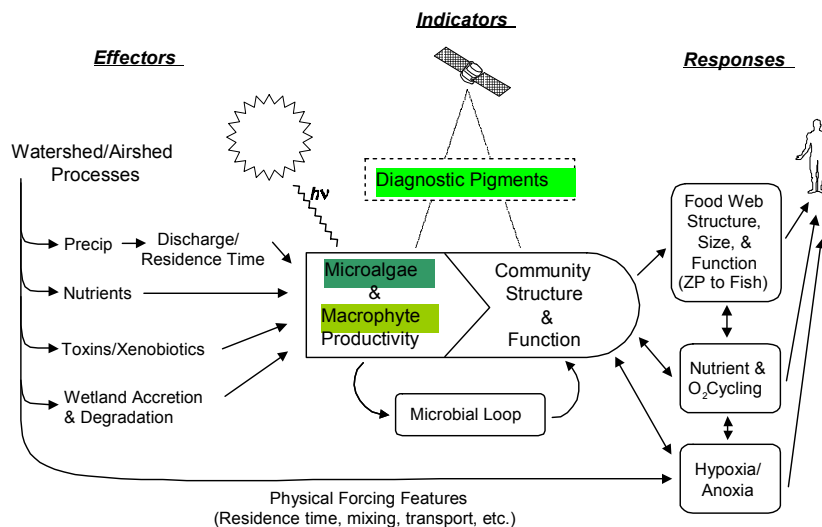 Indicators
Effectors
Responses
Watershed/Airshed
Processes
hν
Diagnostic Pigments
Precip
Discharge/
Residence Time
Nutrients
Toxins/Xenobiotics
Wetland Accretion
& Degradation
Microalgae
&
Macrophyte
Productivity
Community
Structure
&
Function
Microbial Loop
Food Web
Structure,
Size, &
Function
(ZP to Fish)
Nutrient &
O₂Cycling
Hypoxia/
Anoxia
Physical Forcing Features
(Residence time, mixing, transport, etc.)